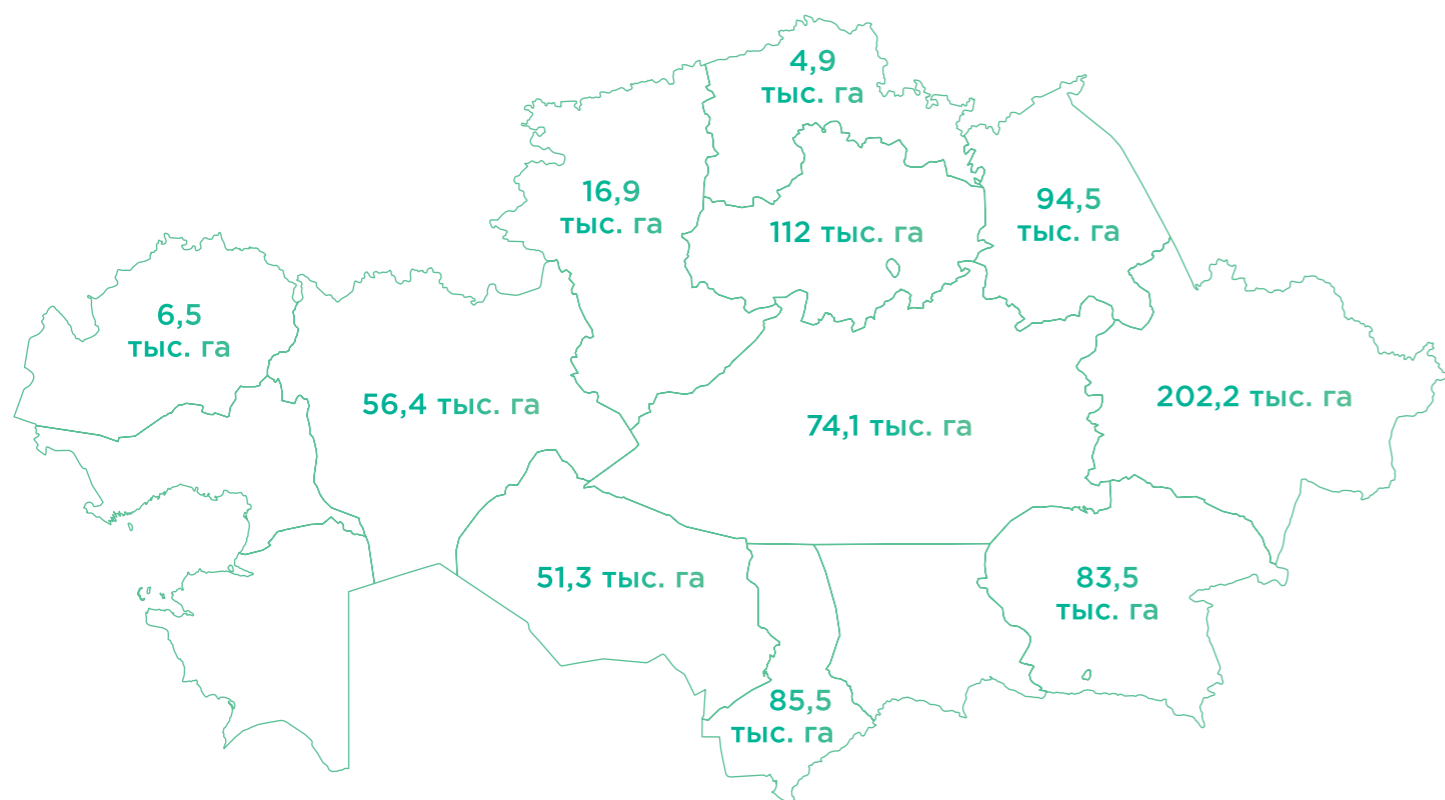 4,9
тыс. га
16,9
тыс. га
94,5
тыс. га
112 тыс. га
6,5
тыс. га
56,4 тыс. га
202,2 тыс. га
74,1 тыс. га
51,3 тыс. га
83,5
тыс. га
85,5
тыс. га